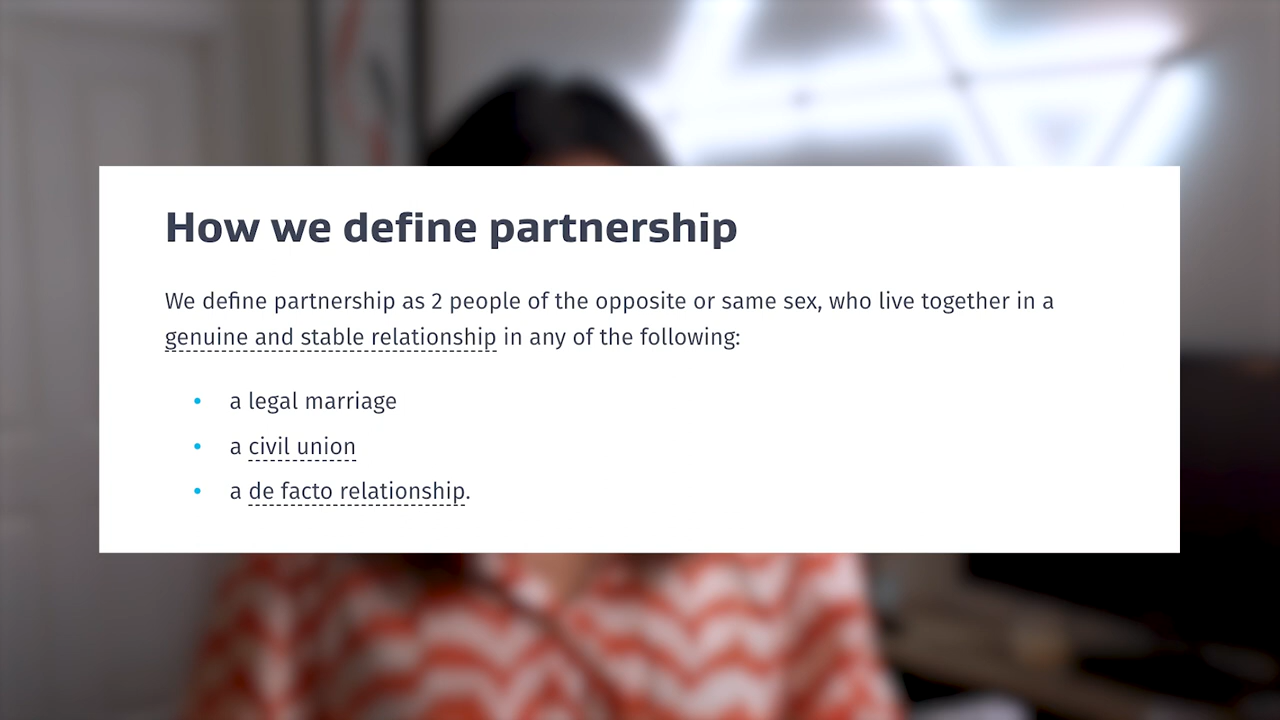 How we define partnership
We define partnership as 2 people of the opposite or same sex, who live together in a
genuine and stable relationship in any of the following:
• a legal marriage
• a civil union
• a de facto relationship.